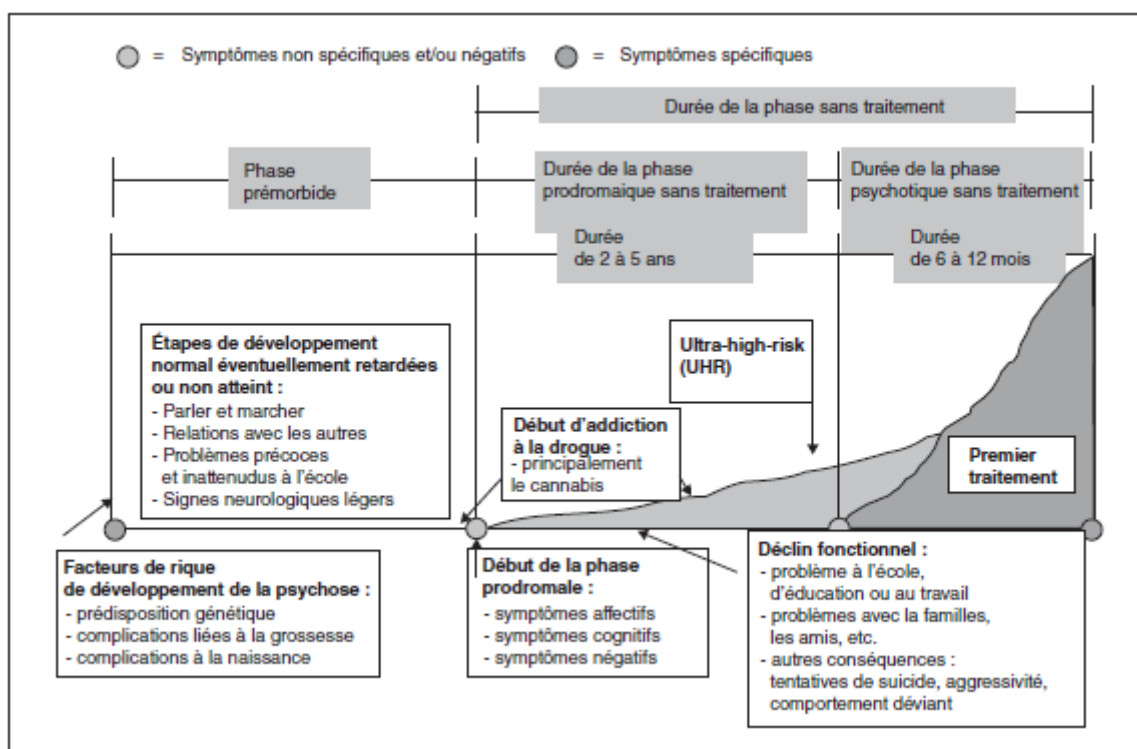 = Symptômes non spécifiques et/ou négatifs
= Symptômes spécifiques
Durée de la phase sans traitement
Phase
prémorbide
Durée de la phase
prodromaique sans traitement
Durée
de 2 à 5 ans
Durée de la phase
psychotique sans traitement
Durée
de 6 à 12 mois
Étapes de développement
normal éventuellement retardées
ou non atteint :
- Parler et marcher
- Relations avec les autres
- Problèmes précoces
et inattenudus à l'école
- Signes neurologiques légers
Ultra-high-risk
(UHR)
Début d'addiction
à la drogue :
- principalement
le cannabis
Premier
traitement
Facteurs de rique
de développement de la psychose :
- prédisposition génétique
- complications liées à la grossesse
- complications à la naissance
Début de la phase
prodromale :
- symptômes affectifs
- symptômes cognitifs
- symptômes négatifs
Déclin fonctionnel :
- problème à l'école,
d'éducation ou au travail
- problèmes avec la familles,
les amis, etc.
- autres conséquences :
tentatives de suicide, aggressivité,
comportement déviant